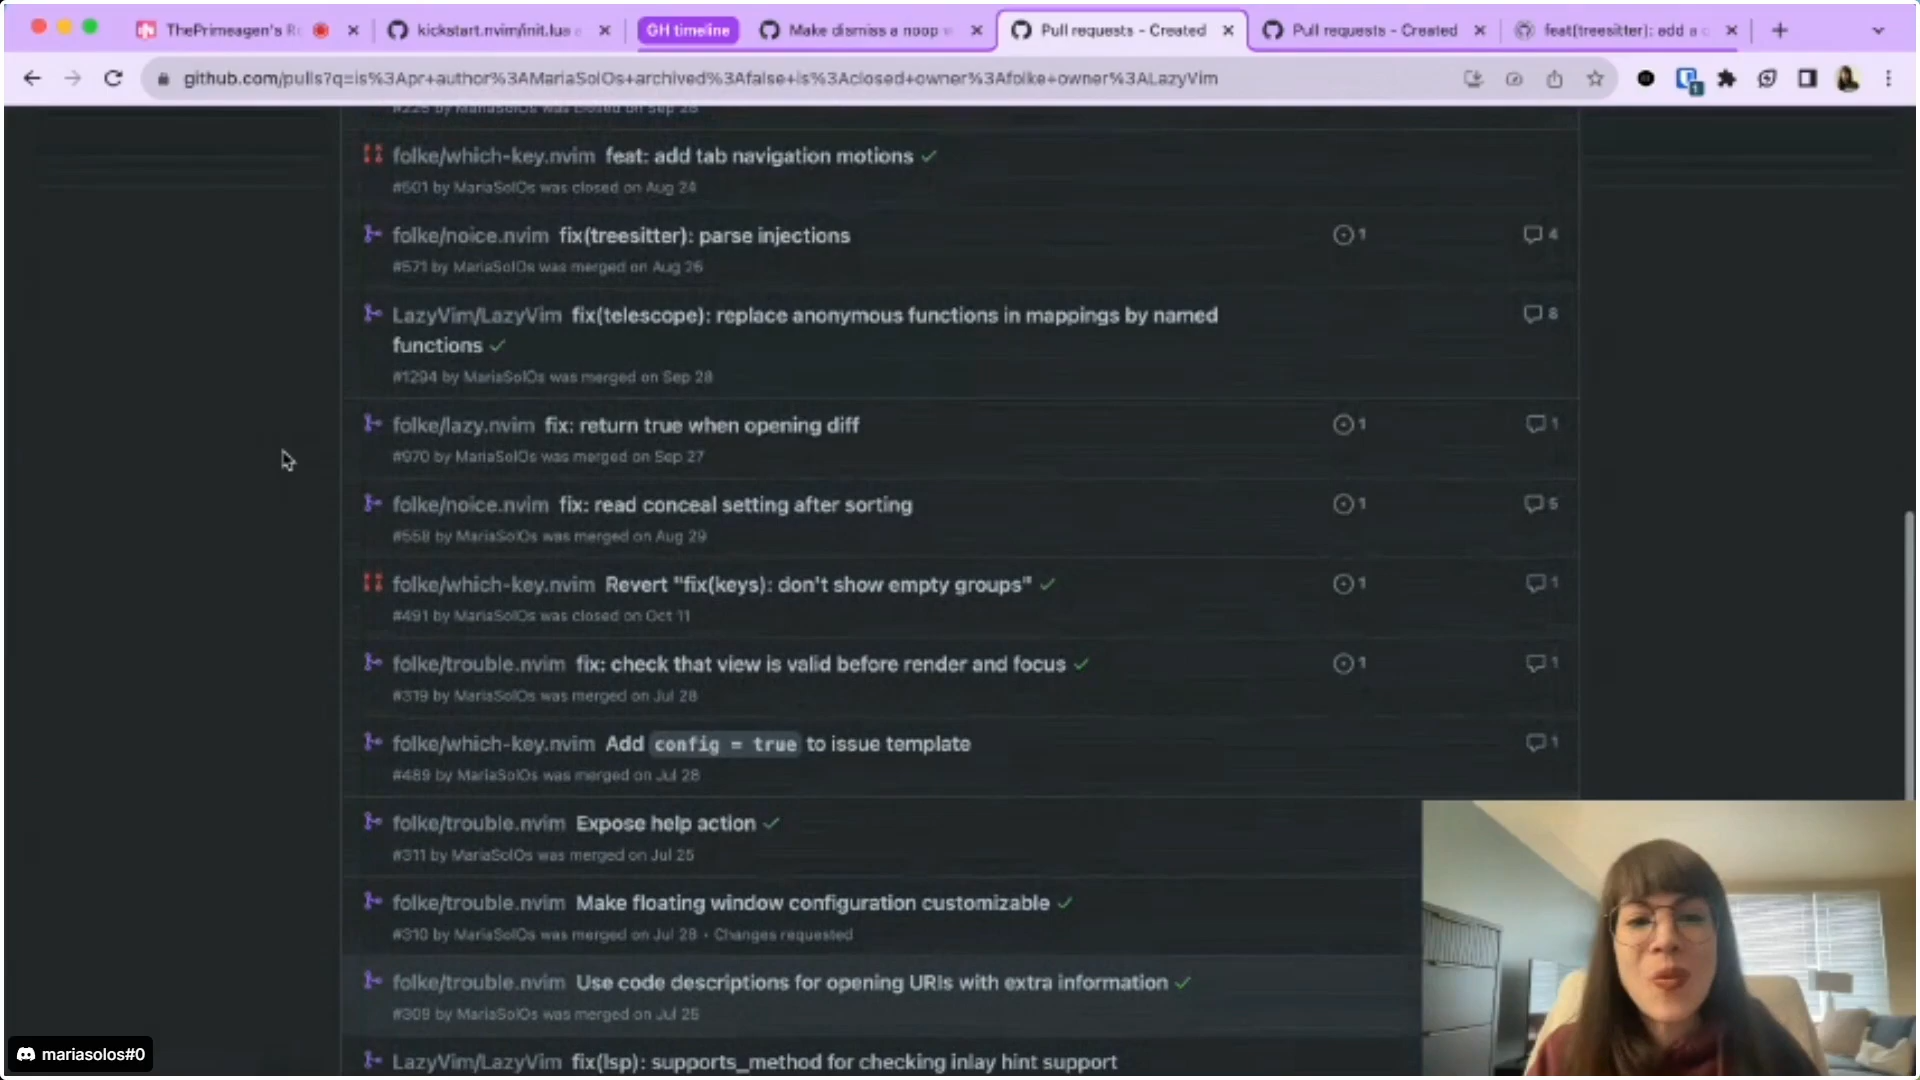 ThePrimeagen's R
kickstart.nvim/init.lua
GH timeline
Make dismiss a noop
Pull requests - Created
Pull requests - Created
feat(treesitter): add a c
github.com/pulls?q=is%3Apr+author%3AMariaSolOs+archived%3Afalse+is%3Aclosed+owner%3Afolke+owner%3ALazyVim
#225 by MariaSolOs was closed on Sep 28
folke/which-key.nvim feat: add tab navigation motions
#501 by MariaSolOs was closed on Aug 24
folke/noice.nvim fix(treesitter): parse injections
1
4
#571 by MariaSolOs was merged on Aug 26
LazyVim/LazyVim fix(telescope): replace anonymous functions in mappings by named
functions
8
#1294 by MariaSolOs was merged on Sep 28
folke/lazy.nvim fix: return true when opening diff
1
1
#970 by MariaSolOs was merged on Sep 27
folke/noice.nvim fix: read conceal setting after sorting
1
5
#558 by MariaSolOs was merged on Aug 29
folke/which-key.nvim Revert "fix(keys): don't show empty groups"
1
1
#491 by MariaSolOs was closed on Oct 11
folke/trouble.nvim fix: check that view is valid before render and focus
1
1
#319 by MariaSolOs was merged on Jul 28
folke/which-key.nvim Add config = true to issue template
1
#489 by MariaSolOs was merged on Jul 28
folke/trouble.nvim Expose help action
#311 by MariaSolOs was merged on Jul 25
folke/trouble.nvim Make floating window configuration customizable
#310 by MariaSolOs was merged on Jul 28 • Changes requested
folke/trouble.nvim Use code descriptions for opening URIs with extra information
#309 by MariaSolOs was merged on Jul 25
LazyVim/LazyVim fix(lsp): supports_method for checking inlay hint support
mariasolos#0